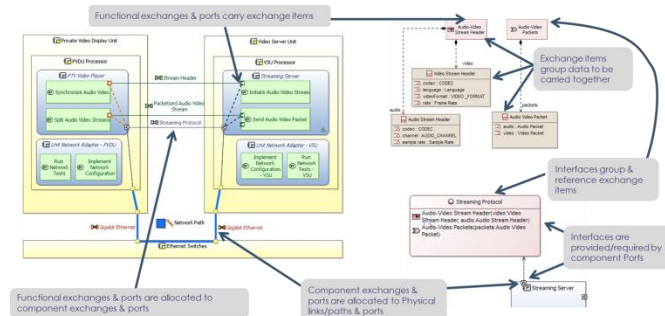 Functional exchanges & ports carry exchange items
Private Video Display Unit
Video Server Unit
PVDU Processor
VSU Processor
PTV Video Player
Streaming Server
Stream Header
Synchronize Audio Video
Initiate Audio-Video Stream
Packetized Audio Video
Stream
Streaming Protocol
Split Audio Video Streams
Send Audio Video Packet
Unit Network Adapter - PVDU
Unit Network Adapter - VSU
Run
Network
Tests
Implement
Network
Configuration
Implement
Network
Configuration
- VSU
Run
Network
Tests - VSU
Gigabit Ethernet
Network Path
Gigabit Ethernet
Ethernet Switches
Functional exchanges & ports are allocated to
component exchanges & ports
Component exchanges &
ports are allocated to Physical
links/paths & ports
Audio-Video
Stream Header
Audio-Video
Packets
Exchange items
group data to be
carried together
video
Video Stream Header
codec : CODEC
language : Language
videoFormat : VIDEO_FORMAT
rate : Frame Rate
audio
packets
Audio Stream Header
codec : CODEC
channel : AUDIO_CHANNEL
sample rate : Sample Rate
Audio Video Packet
audio : Audio Packet
video : Video Packet
Interfaces group &
reference exchange
items
Streaming Protocol
Audio-Video Stream Header(video:Video
Stream Header, audio:Audio Stream Header)
Audio-Video Packets(packets:Audio Video
Packet)
Interfaces are
provided/required by
component Ports
Streaming Server